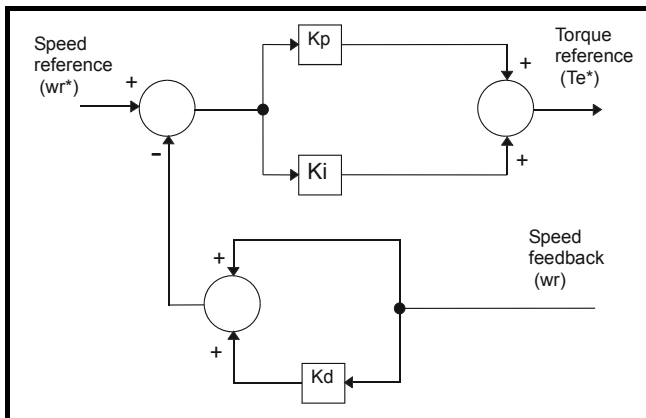 Speed
reference
(wr*)
+
-
Kp
Ki
+
+
Torque
reference
(Te*)
+
+
Kd
Speed
feedback
(wr)